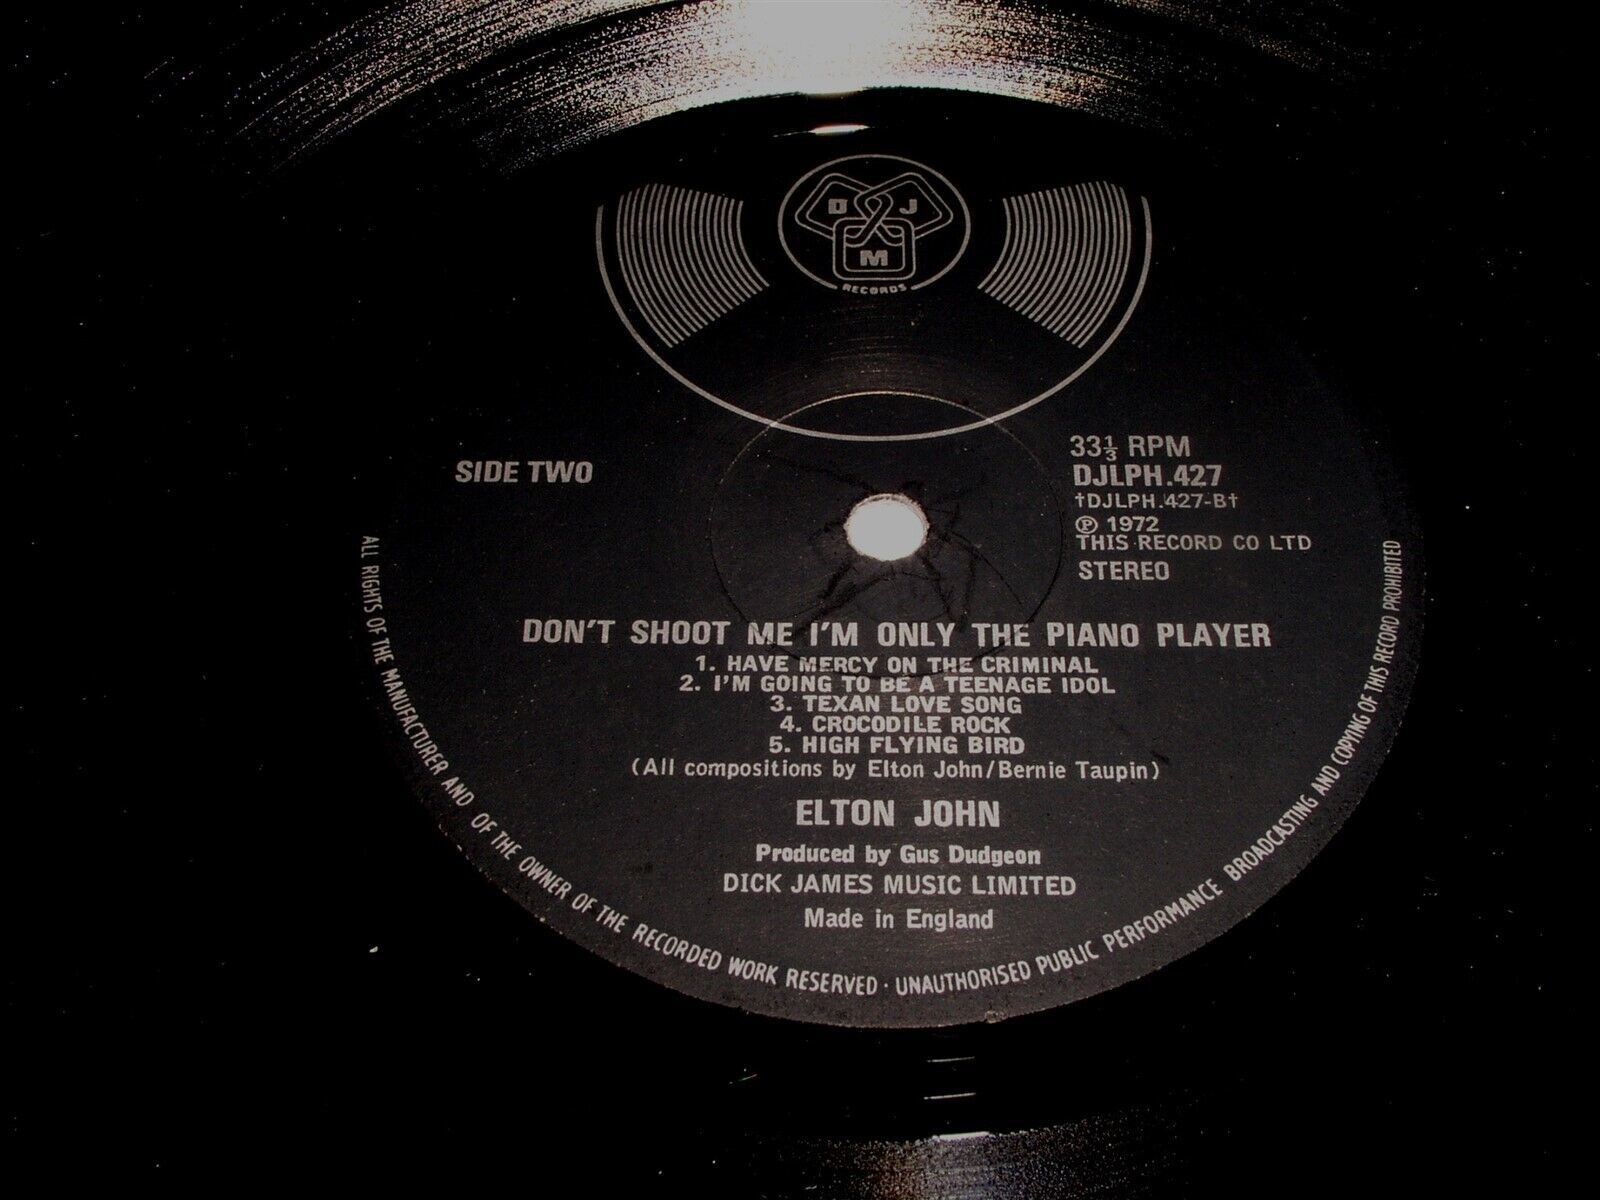 D J
M
RECORDS
SIDE TWO
33⅓ RPM
DJLPH.427
†DJLPH.427-B†
Ⓟ 1972
THIS RECORD CO LTD
STEREO
DON'T SHOOT ME I'M ONLY THE PIANO PLAYER
1. HAVE MERCY ON THE CRIMINAL
2. I'M GOING TO BE A TEENAGE IDOL
3. TEXAN LOVE SONG
4. CROCODILE ROCK
5. HIGH FLYING BIRD
(All compositions by Elton John/Bernie Taupin)
ELTON JOHN
Produced by Gus Dudgeon
DICK JAMES MUSIC LIMITED
Made in England
ALL RIGHTS OF THE MANUFACTURER AND OF THE OWNER OF THE RECORDED WORK RESERVED · UNAUTHORISED PUBLIC PERFORMANCE BROADCASTING AND COPYING OF THIS RECORD PROHIBITED